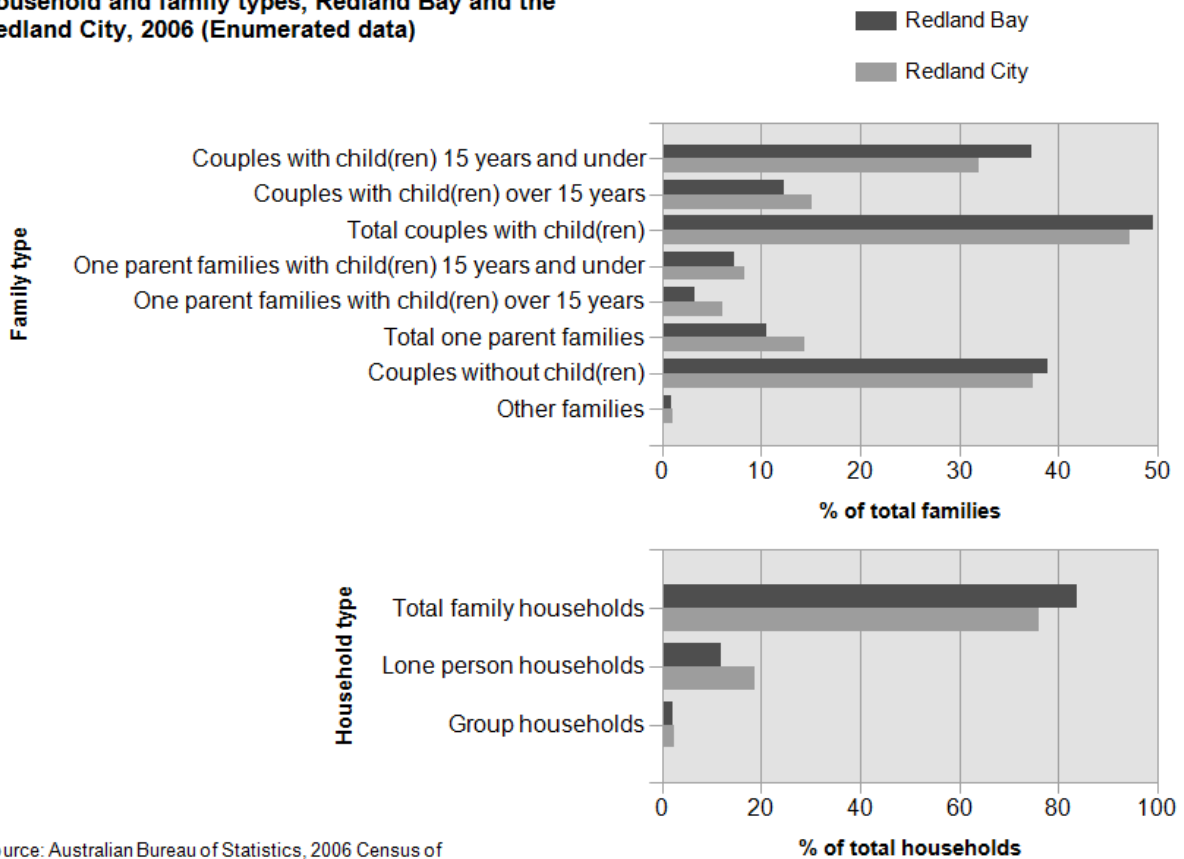 and family types, Redland Bay and the
City, 2006 (Enumerated data)
Redland Bay
Redland City
Family type
Couples with child(ren) 15 years and under
Couples with child(ren) over 15 years
Total couples with child(ren)
One parent families with child(ren) 15 years and under
One parent families with child(ren) over 15 years
Total one parent families
Couples without child(ren)
Other families
0 10 20 30 40 50
% of total families
Household type
Total family households
Lone person households
Group households
0 20 40 60 80 100
% of total households
Australian Bureau of Statistics, 2006 Census of